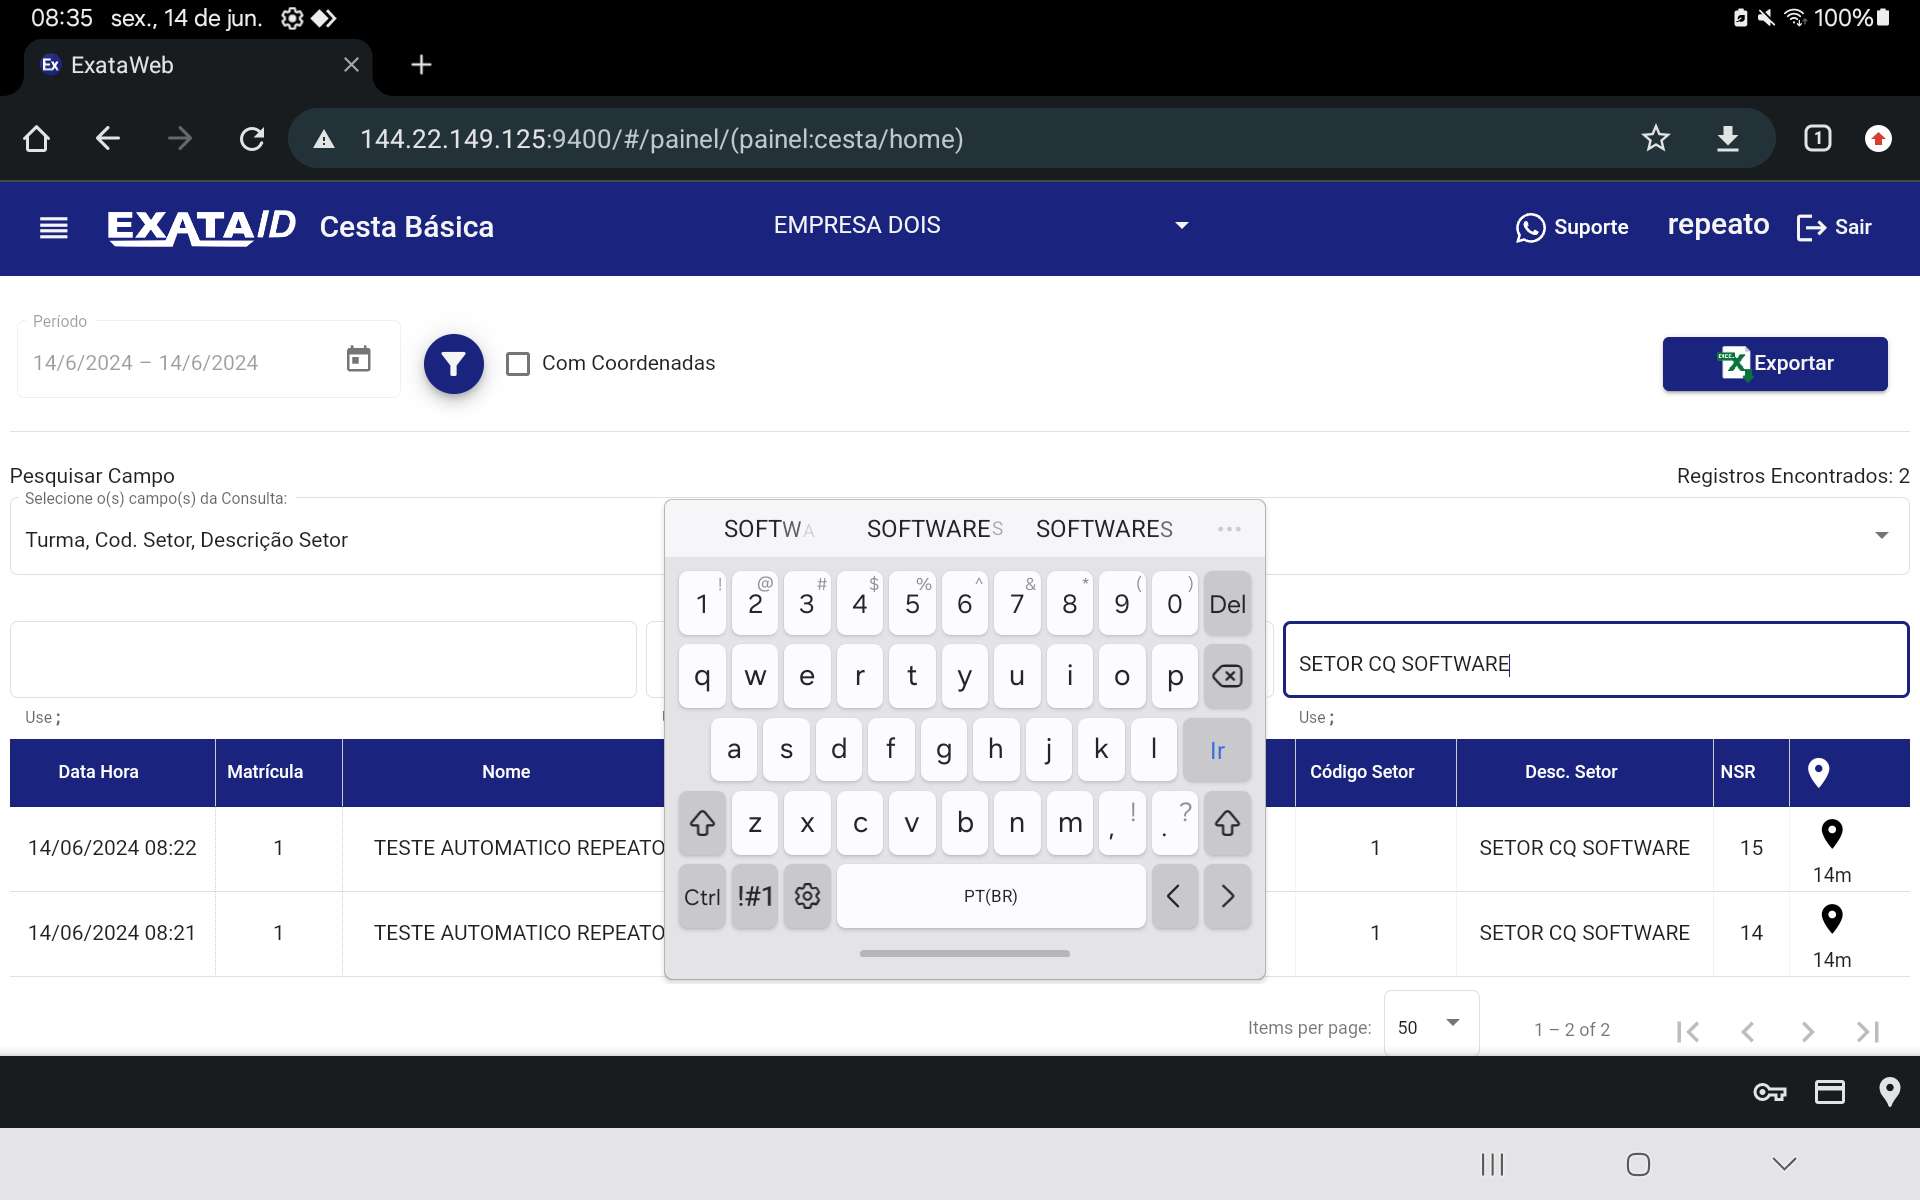 08:35 sex., 14 de jun. 100%
Ex ExataWeb
144.22.149.125:9400/#/painel/(painel:cesta/home) 1
EXATA ID Cesta Básica EMPRESA DOIS Suporte repeato Sair
Período
14/6/2024 – 14/6/2024 Com Coordenadas Exportar
Pesquisar Campo Registros Encontrados: 2
Selecione o(s) campo(s) da Consulta:
Turma, Cod. Setor, Descrição Setor
SETOR CQ SOFTWARE
Use ; Use ;
Data Hora Matrícula Nome Código Setor Desc. Setor NSR
14/06/2024 08:22 1 TESTE AUTOMATICO REPEATO 1 SETOR CQ SOFTWARE 15
14m
14/06/2024 08:21 1 TESTE AUTOMATICO REPEATO 1 SETOR CQ SOFTWARE 14
14m
Items per page: 50 1 – 2 of 2
SOFTWA SOFTWARES SOFTWARES ...
! @ # $ % ^ & * ( )
1 2 3 4 5 6 7 8 9 0 Del
q w e r t y u i o p
a s d f g h j k l Ir
z x c v b n m , ! . ?
Ctrl !#1 PT(BR) < >